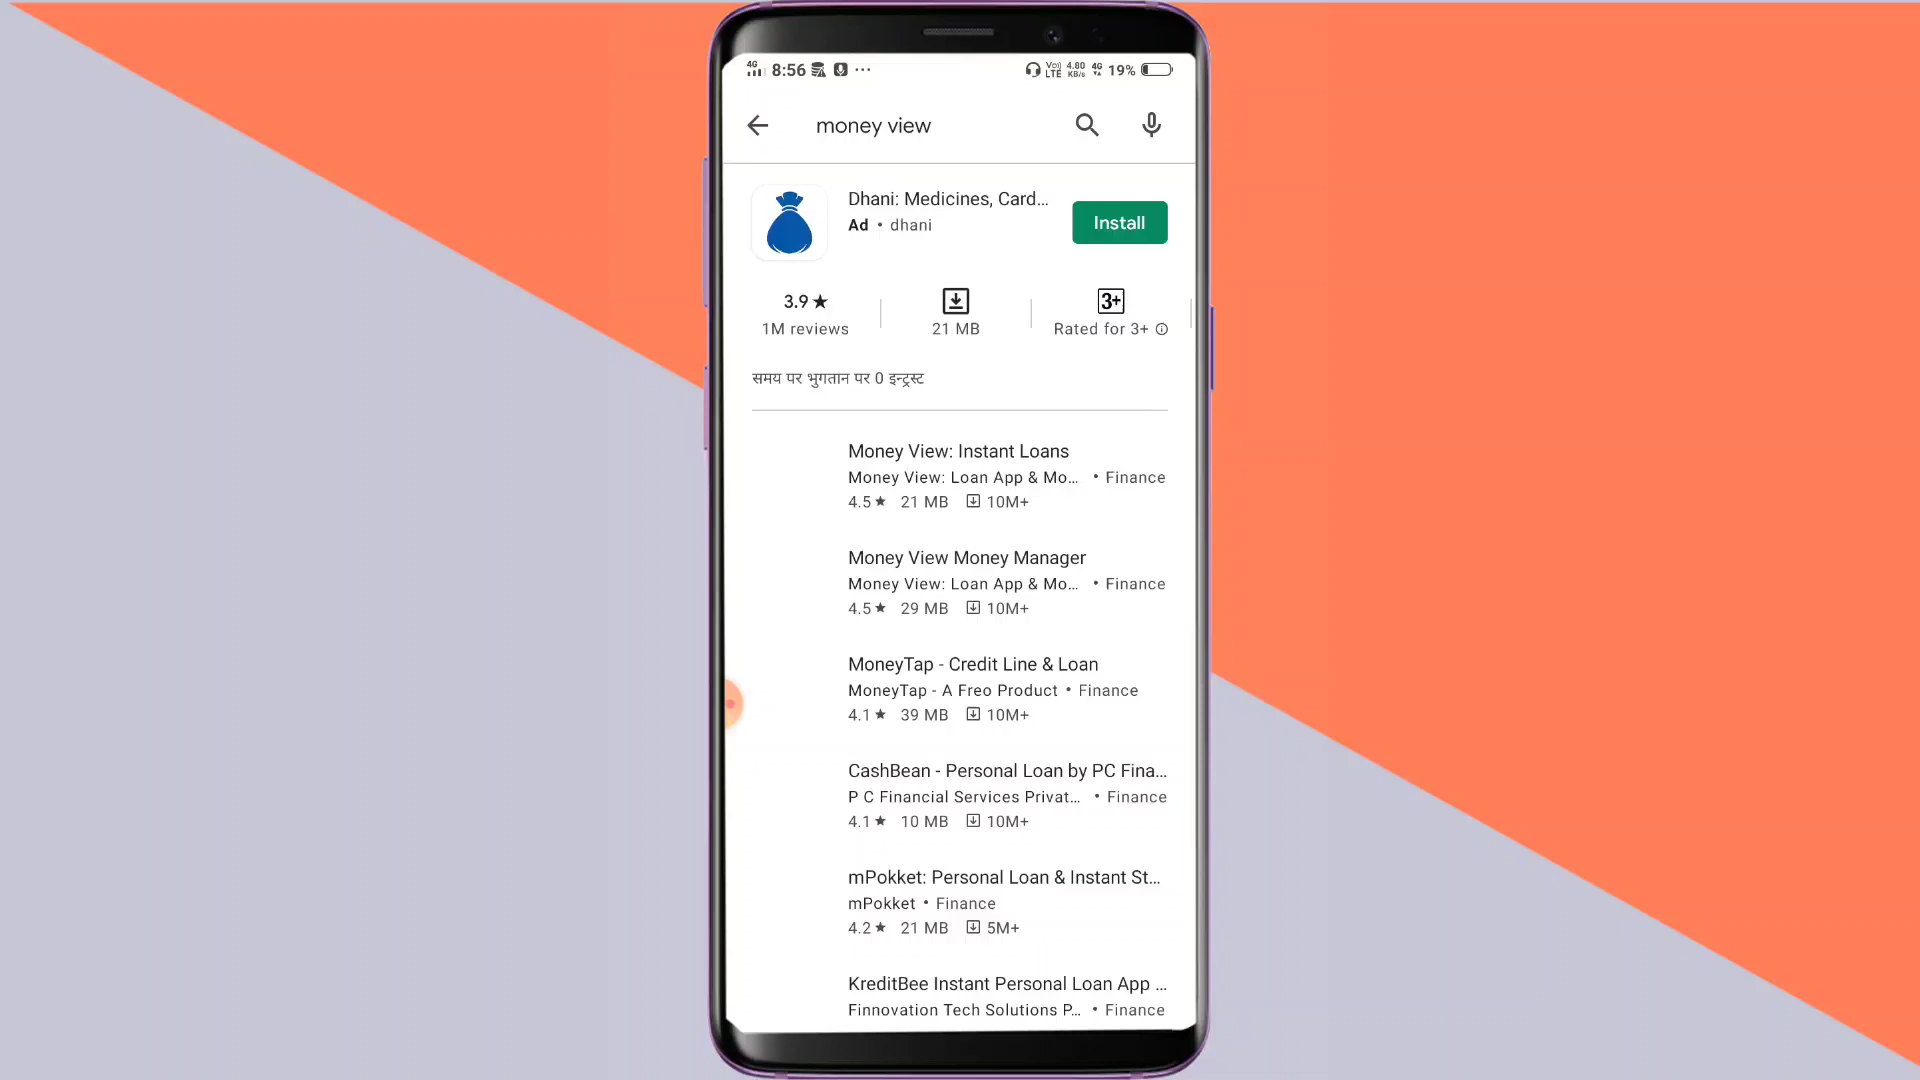 4G 8:56 ... VoLTE 4.80 KB/s 4G 19%
money view
Dhani: Medicines, Card...
Ad • dhani
Install
3.9★ 3+
1M reviews 21 MB Rated for 3+
समय पर भुगतान पर 0 इन्ट्रस्ट
Money View: Instant Loans
Money View: Loan App & Mo... • Finance
4.5★ 21 MB 10M+
Money View Money Manager
Money View: Loan App & Mo... • Finance
4.5★ 29 MB 10M+
MoneyTap - Credit Line & Loan
MoneyTap - A Freo Product • Finance
4.1★ 39 MB 10M+
CashBean - Personal Loan by PC Fina...
P C Financial Services Privat... • Finance
4.1★ 10 MB 10M+
mPokket: Personal Loan & Instant St...
mPokket • Finance
4.2★ 21 MB 5M+
KreditBee Instant Personal Loan App ...
Finnovation Tech Solutions P... • Finance